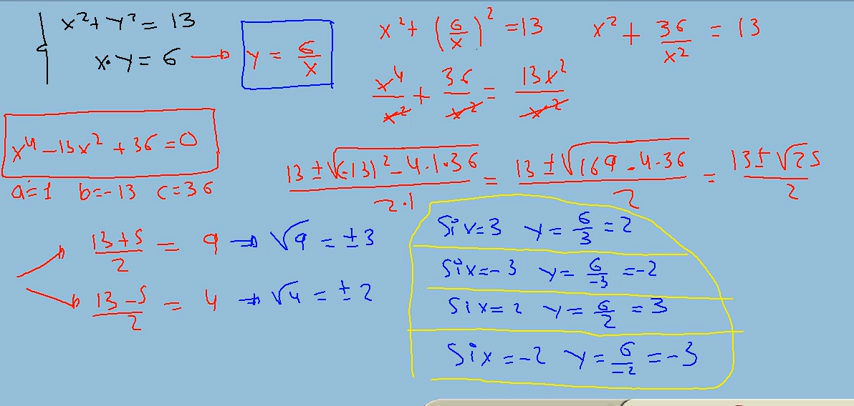 x² + y² = 13
x·y = 6 → y = 6/x
x² + (6/x)² = 13
x² + 36/x² = 13
x⁴/x² + 36/x² = 13x²/x²
x⁴ - 13x² + 36 = 0
a=1 b=-13 c=36
13 ± √(-13)² - 4·1·36 / 2·1 = 13 ± √169 - 4·36 / 2 = 13 ± √25 / 2
13+5/2 = 9 → √9 = ±3
13-5/2 = 4 → √4 = ±2
Si x=3 y = 6/3 = 2
Si x=-3 y = 6/-3 = -2
Si x=2 y = 6/2 = 3
Si x=-2 y = 6/-2 = -3